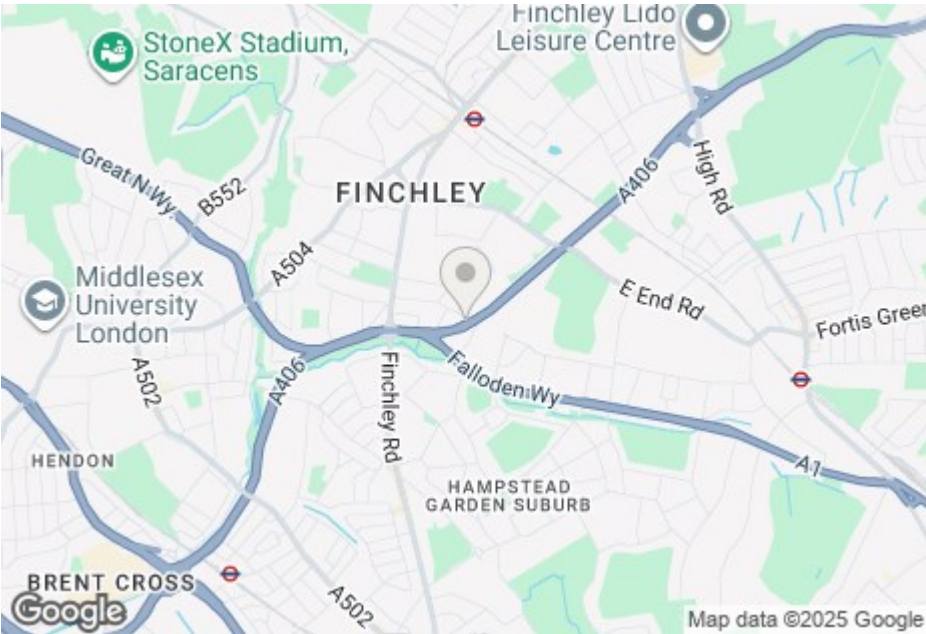 Finchley Lido
Leisure Centre
StoneX Stadium,
Saracens
Great N Wy.
B552
FINCHLEY
A406
High Rd
A504
Middlesex
University
London
E End Rd
Fortis Green
A502
A406
Finchley Rd
Falloden Wy
A1
HENDON
HAMPSTEAD
GARDEN SUBURB
BRENT CROSS
A502
Google
Map data ©2025 Google